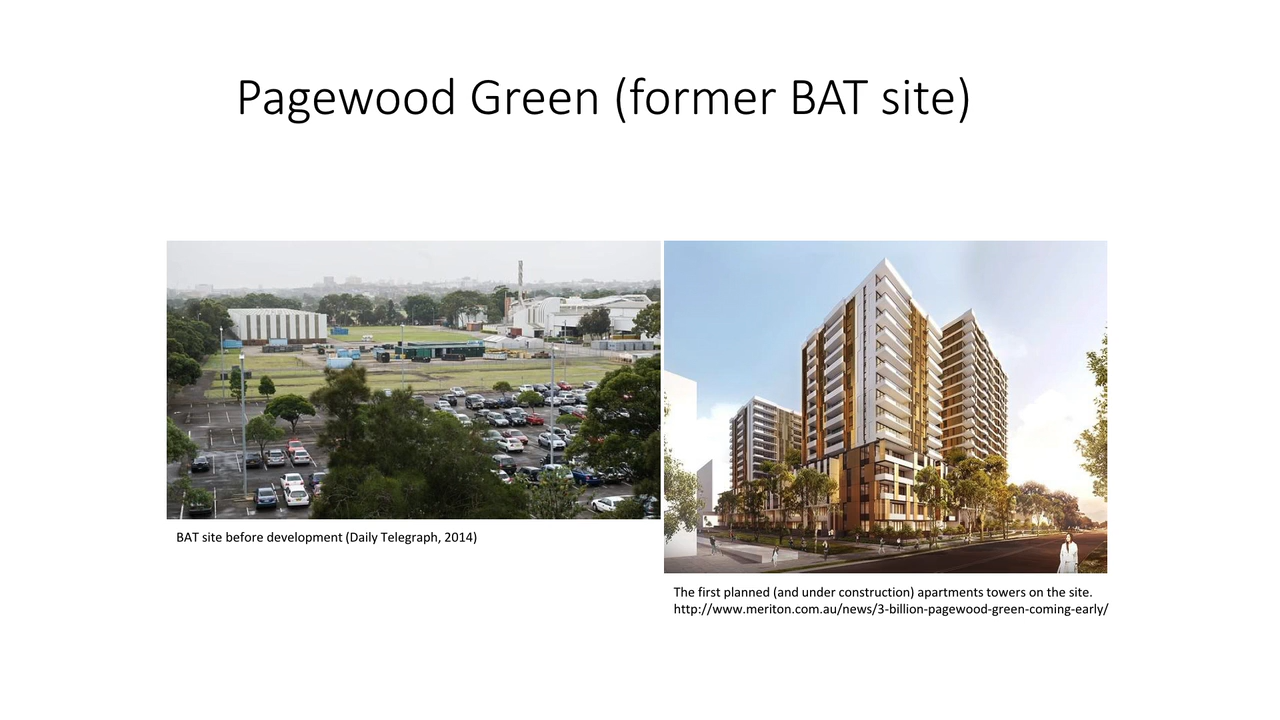 Pagewood Green (former BAT site)
BAT site before development (Daily Telegraph, 2014)
The first planned (and under construction) apartments towers on the site.
http://www.meriton.com.au/news/3-billion-pagewood-green-coming-early/